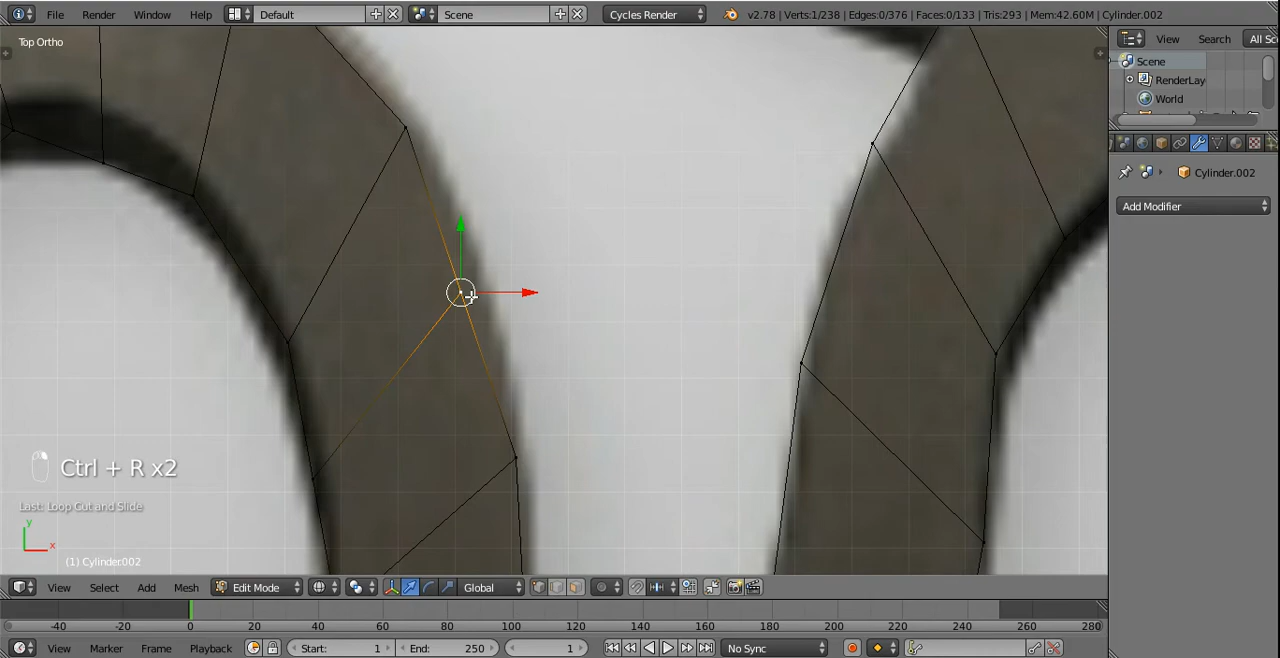 File Render Window Help Default Scene Cycles Render v2.78 | Verts:1/238 | Edges:0/376 | Faces:0/133 | Tris:293 | Mem:42.60M | Cylinder.002
Top Ortho
View Search All Sc
Scene
RenderLay
World
Cylinder.002
Add Modifier
Ctrl + R x2
Last: Loop Cut and Slide
y
x
(1) Cylinder.002
View Select Add Mesh Edit Mode Global
-40 -20 0 20 40 60 80 100 120 140 160 180 200 220 240 260 280
View Marker Frame Playback Start: 1 End: 250 1 No Sync